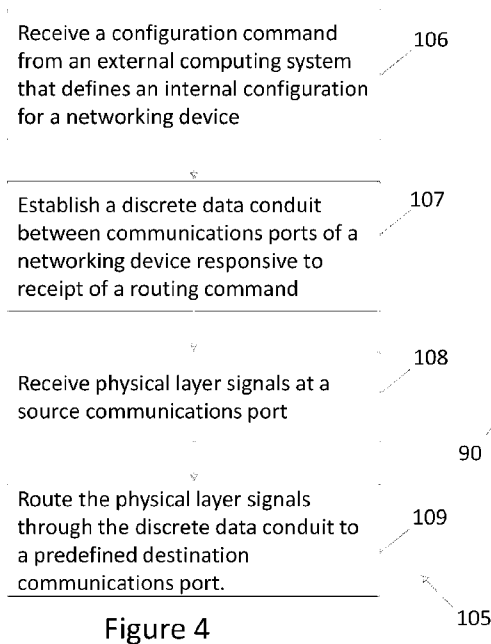 Receive a configuration command
from an external computing system
that defines an internal configuration
for a networking device
106
Establish a discrete data conduit
between communications ports of a
networking device responsive to
receipt of a routing command
107
Receive physical layer signals at a
source communications port
108
90
Route the physical layer signals
through the discrete data conduit to
a predefined destination
communications port.
109
105
Figure 4